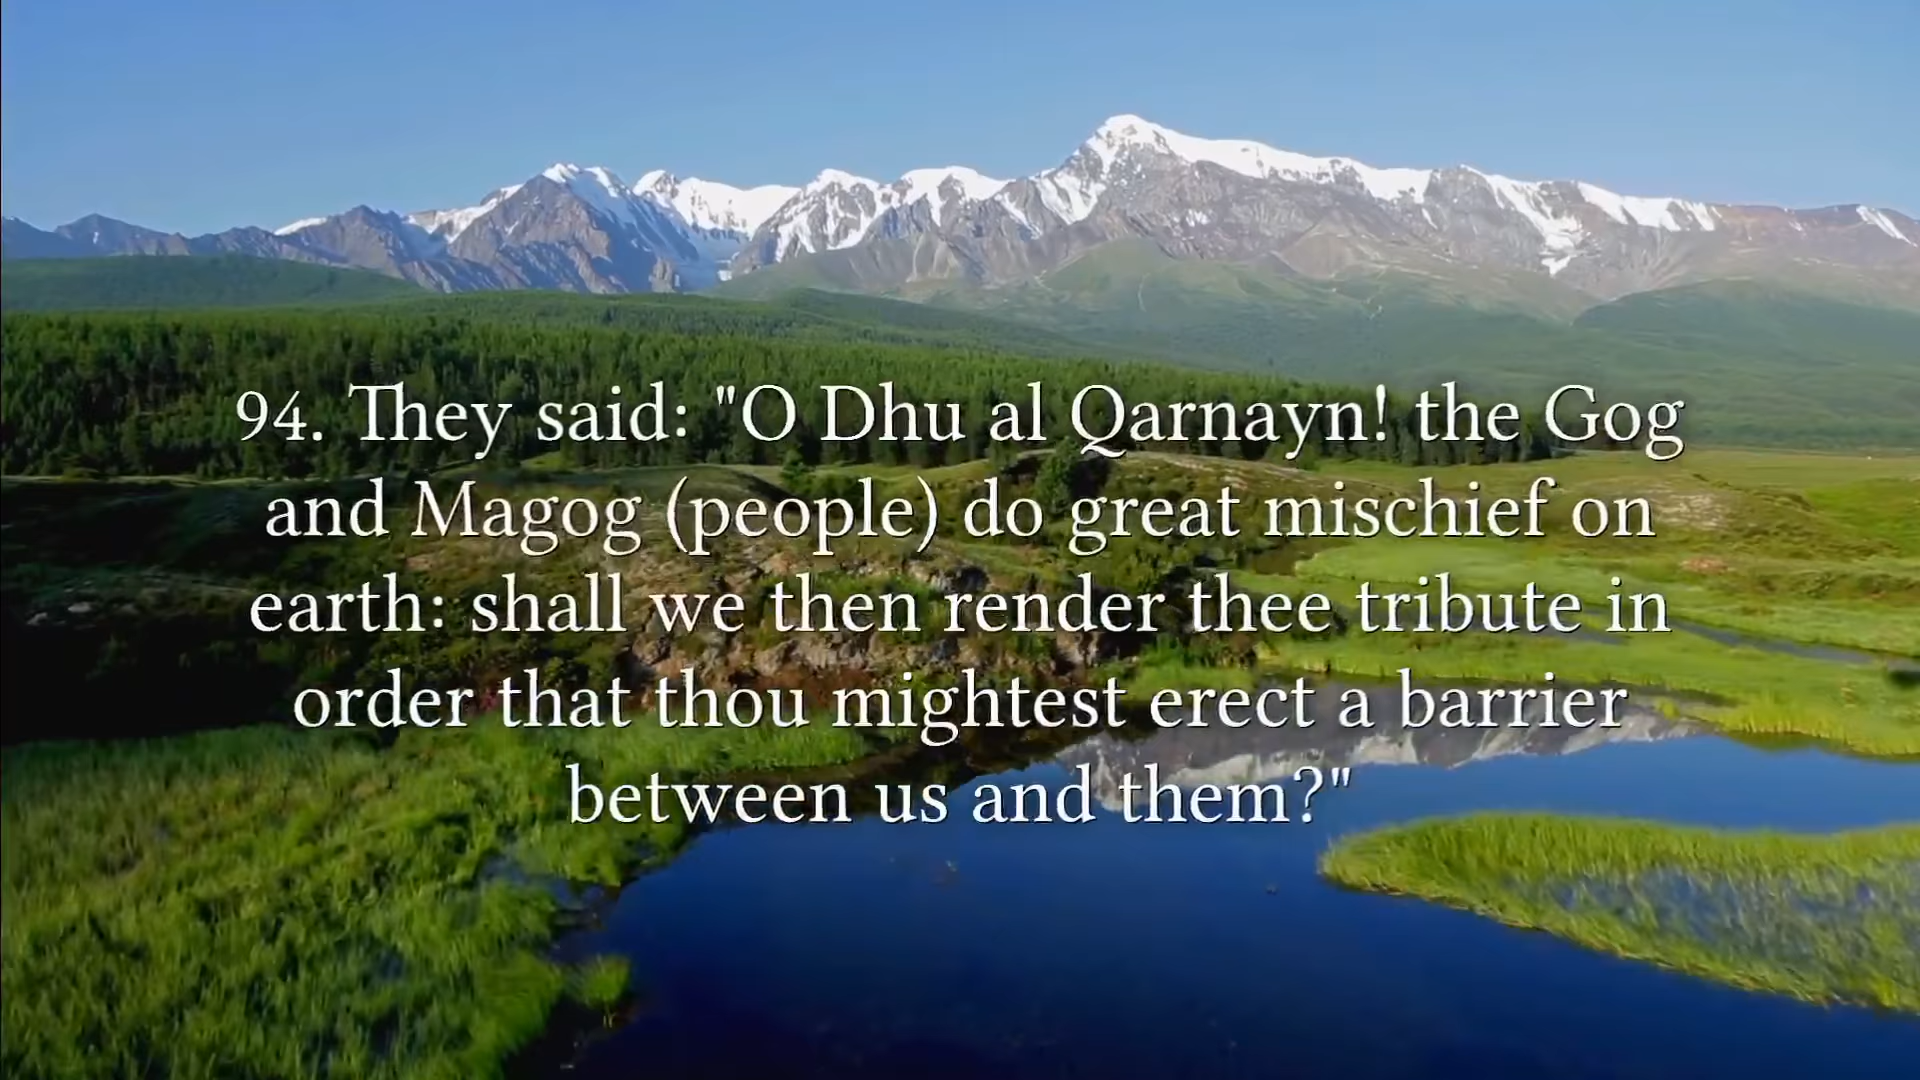 94. They said: "O Dhu al Qarnayn! the Gog
and Magog (people) do great mischief on
earth: shall we then render thee tribute in
order that thou mightest erect a barrier
between us and them?"